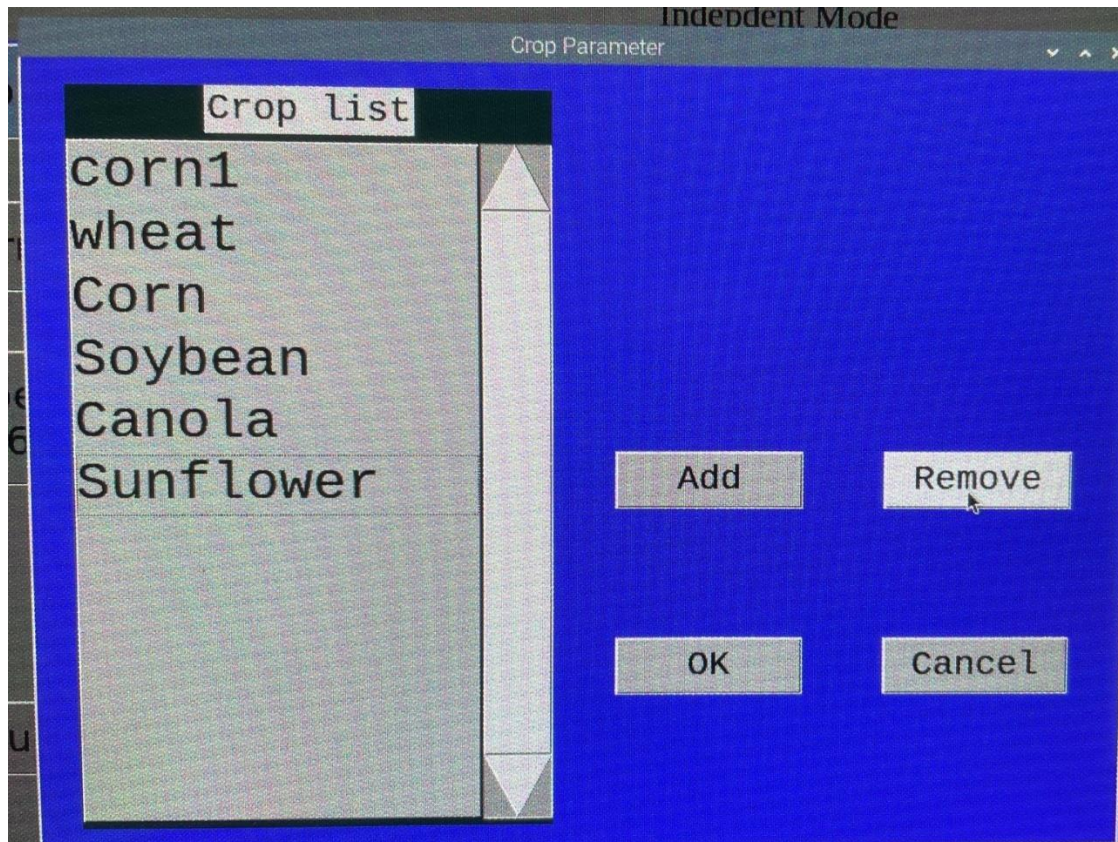 Indepdent Mode
Crop Parameter
Crop list
corn1
wheat
Corn
Soybean
Canola
Sunflower
Add
Remove
OK
Cancel